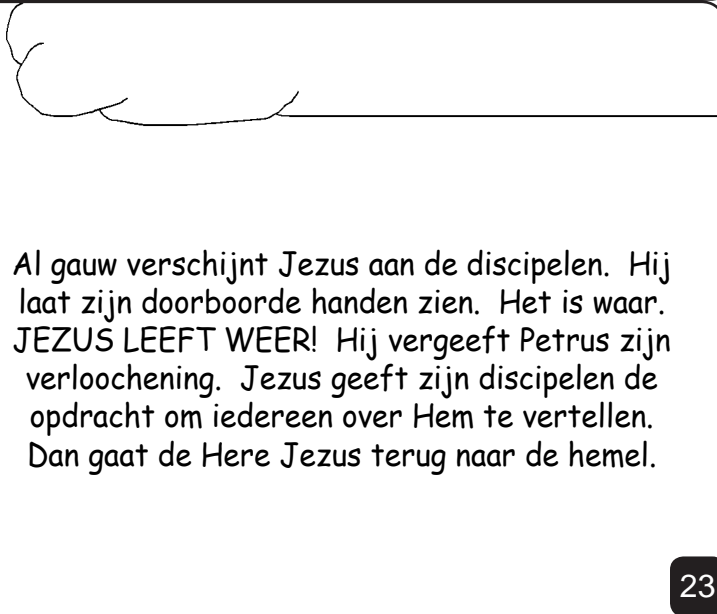 Al gauw verschijnt Jezus aan de discipelen. Hij
laat zijn doorboorde handen zien. Het is waar.
JEZUS LEEFT WEER! Hij vergeeft Petrus zijn
verloochening. Jezus geeft zijn discipelen de
opdracht om iedereen over Hem te vertellen.
Dan gaat de Here Jezus terug naar de hemel.
23